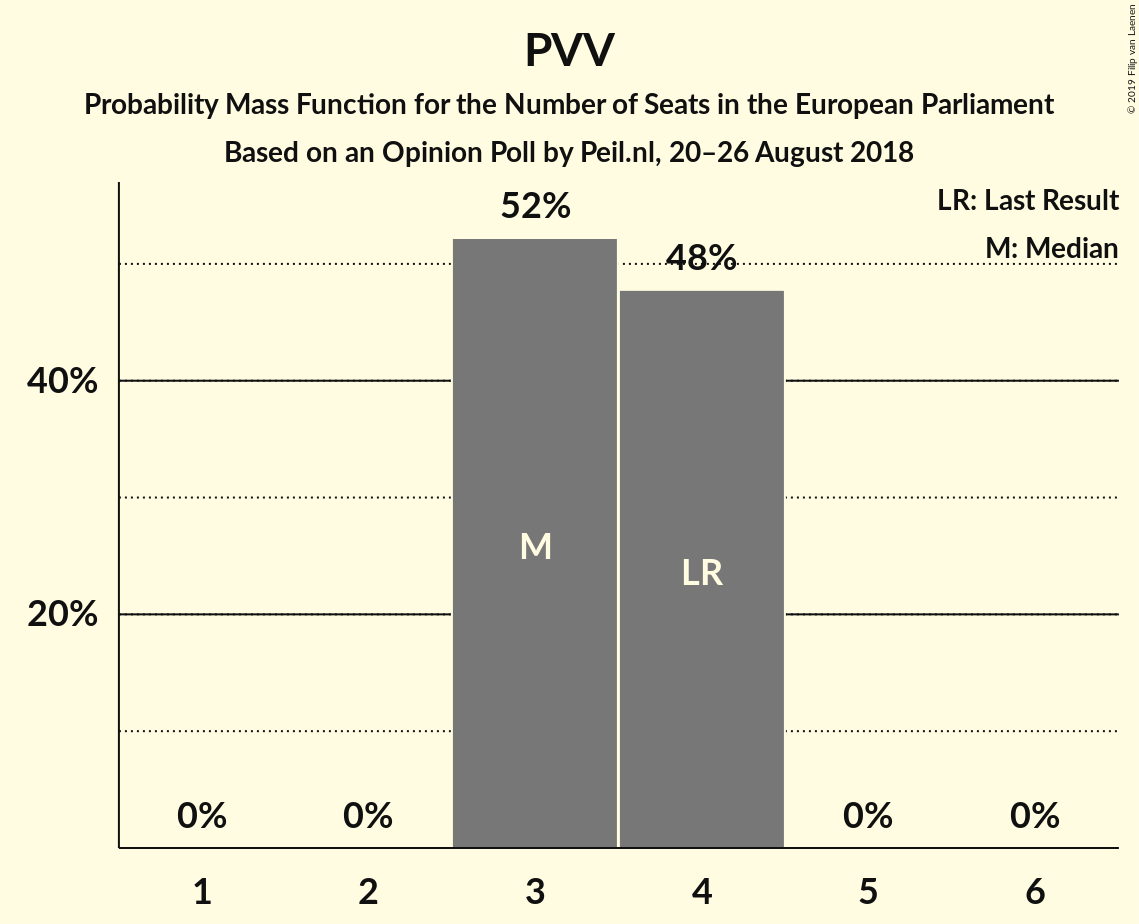 PVV
Probability Mass Function for the Number of Seats in the European Parliament
Based on an Opinion Poll by Peil.nl, 20–26 August 2018
© 2019 Filip van Laenen
LR: Last Result
M: Median
52%
48%
40%
20%
M
LR
0%
0%
0%
0%
1 2 3 4 5 6